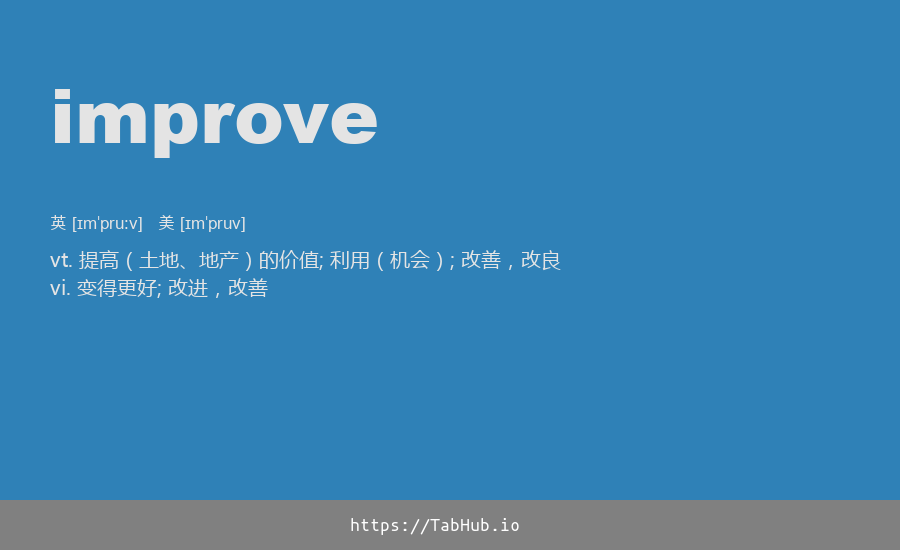 improve
英 [ɪmˈpruːv] 美 [ɪmˈpruv]
vt. 提高（土地、地产）的价值; 利用（机会）; 改善，改良
vi. 变得更好; 改进，改善
https://TabHub.io